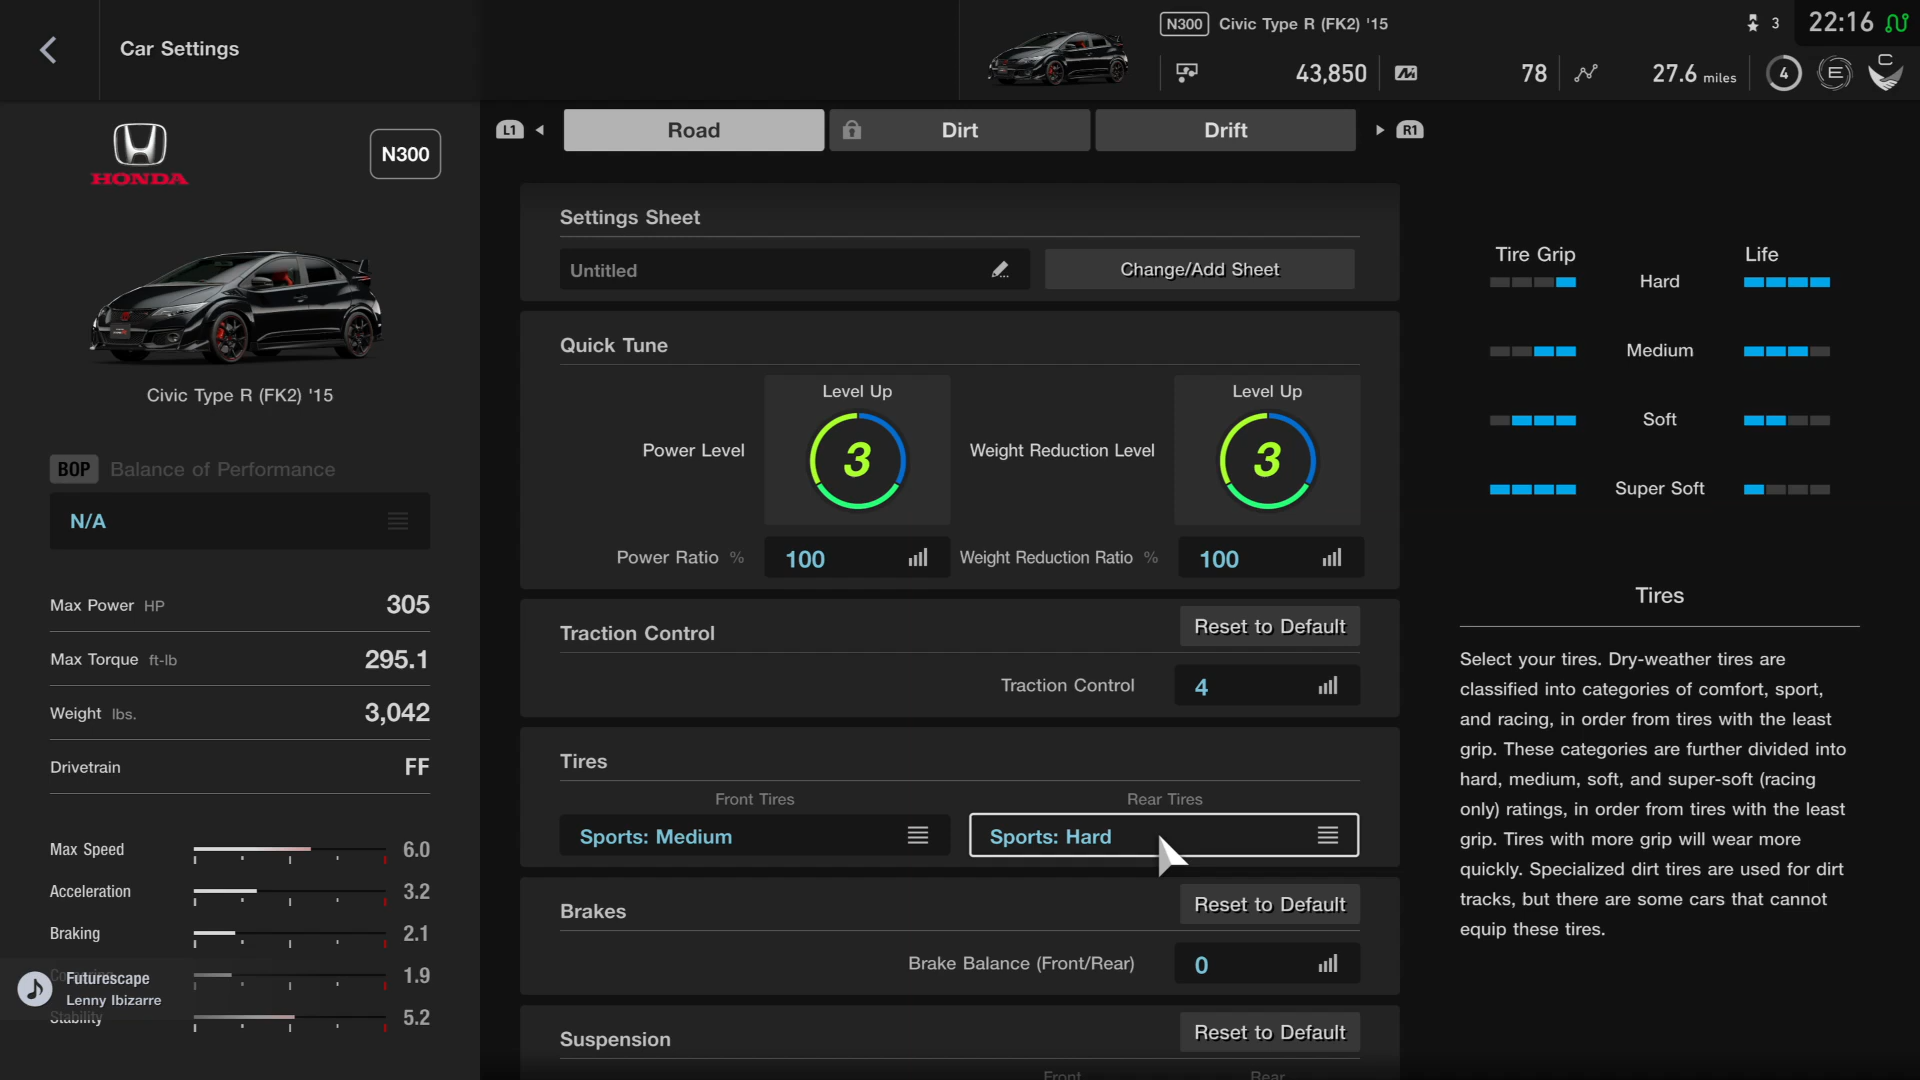 Car Settings
N300 Civic Type R (FK2) '15
3
22:16
43,850
78
27.6 miles
4
E
C
L1
Road
Dirt
Drift
R1
HONDA
N300
Civic Type R (FK2) '15
BOP Balance of Performance
N/A
Max Power HP 305
Max Torque ft-lb 295.1
Weight lbs. 3,042
Drivetrain FF
Max Speed 6.0
Acceleration 3.2
Braking 2.1
1.9
Stability 5.2
Futurescape
Lenny Ibizarre
Settings Sheet
Untitled
Change/Add Sheet
Quick Tune
Power Level
Level Up
3
Weight Reduction Level
Level Up
3
Power Ratio % 100
Weight Reduction Ratio % 100
Traction Control
Reset to Default
Traction Control 4
Tires
Front Tires
Rear Tires
Sports: Medium
Sports: Hard
Brakes
Reset to Default
Brake Balance (Front/Rear) 0
Suspension
Reset to Default
Front
Rear
Tire Grip
Life
Hard
Medium
Soft
Super Soft
Tires
Select your tires. Dry-weather tires are
classified into categories of comfort, sport,
and racing, in order from tires with the least
grip. These categories are further divided into
hard, medium, soft, and super-soft (racing
only) ratings, in order from tires with the least
grip. Tires with more grip will wear more
quickly. Specialized dirt tires are used for dirt
tracks, but there are some cars that cannot
equip these tires.